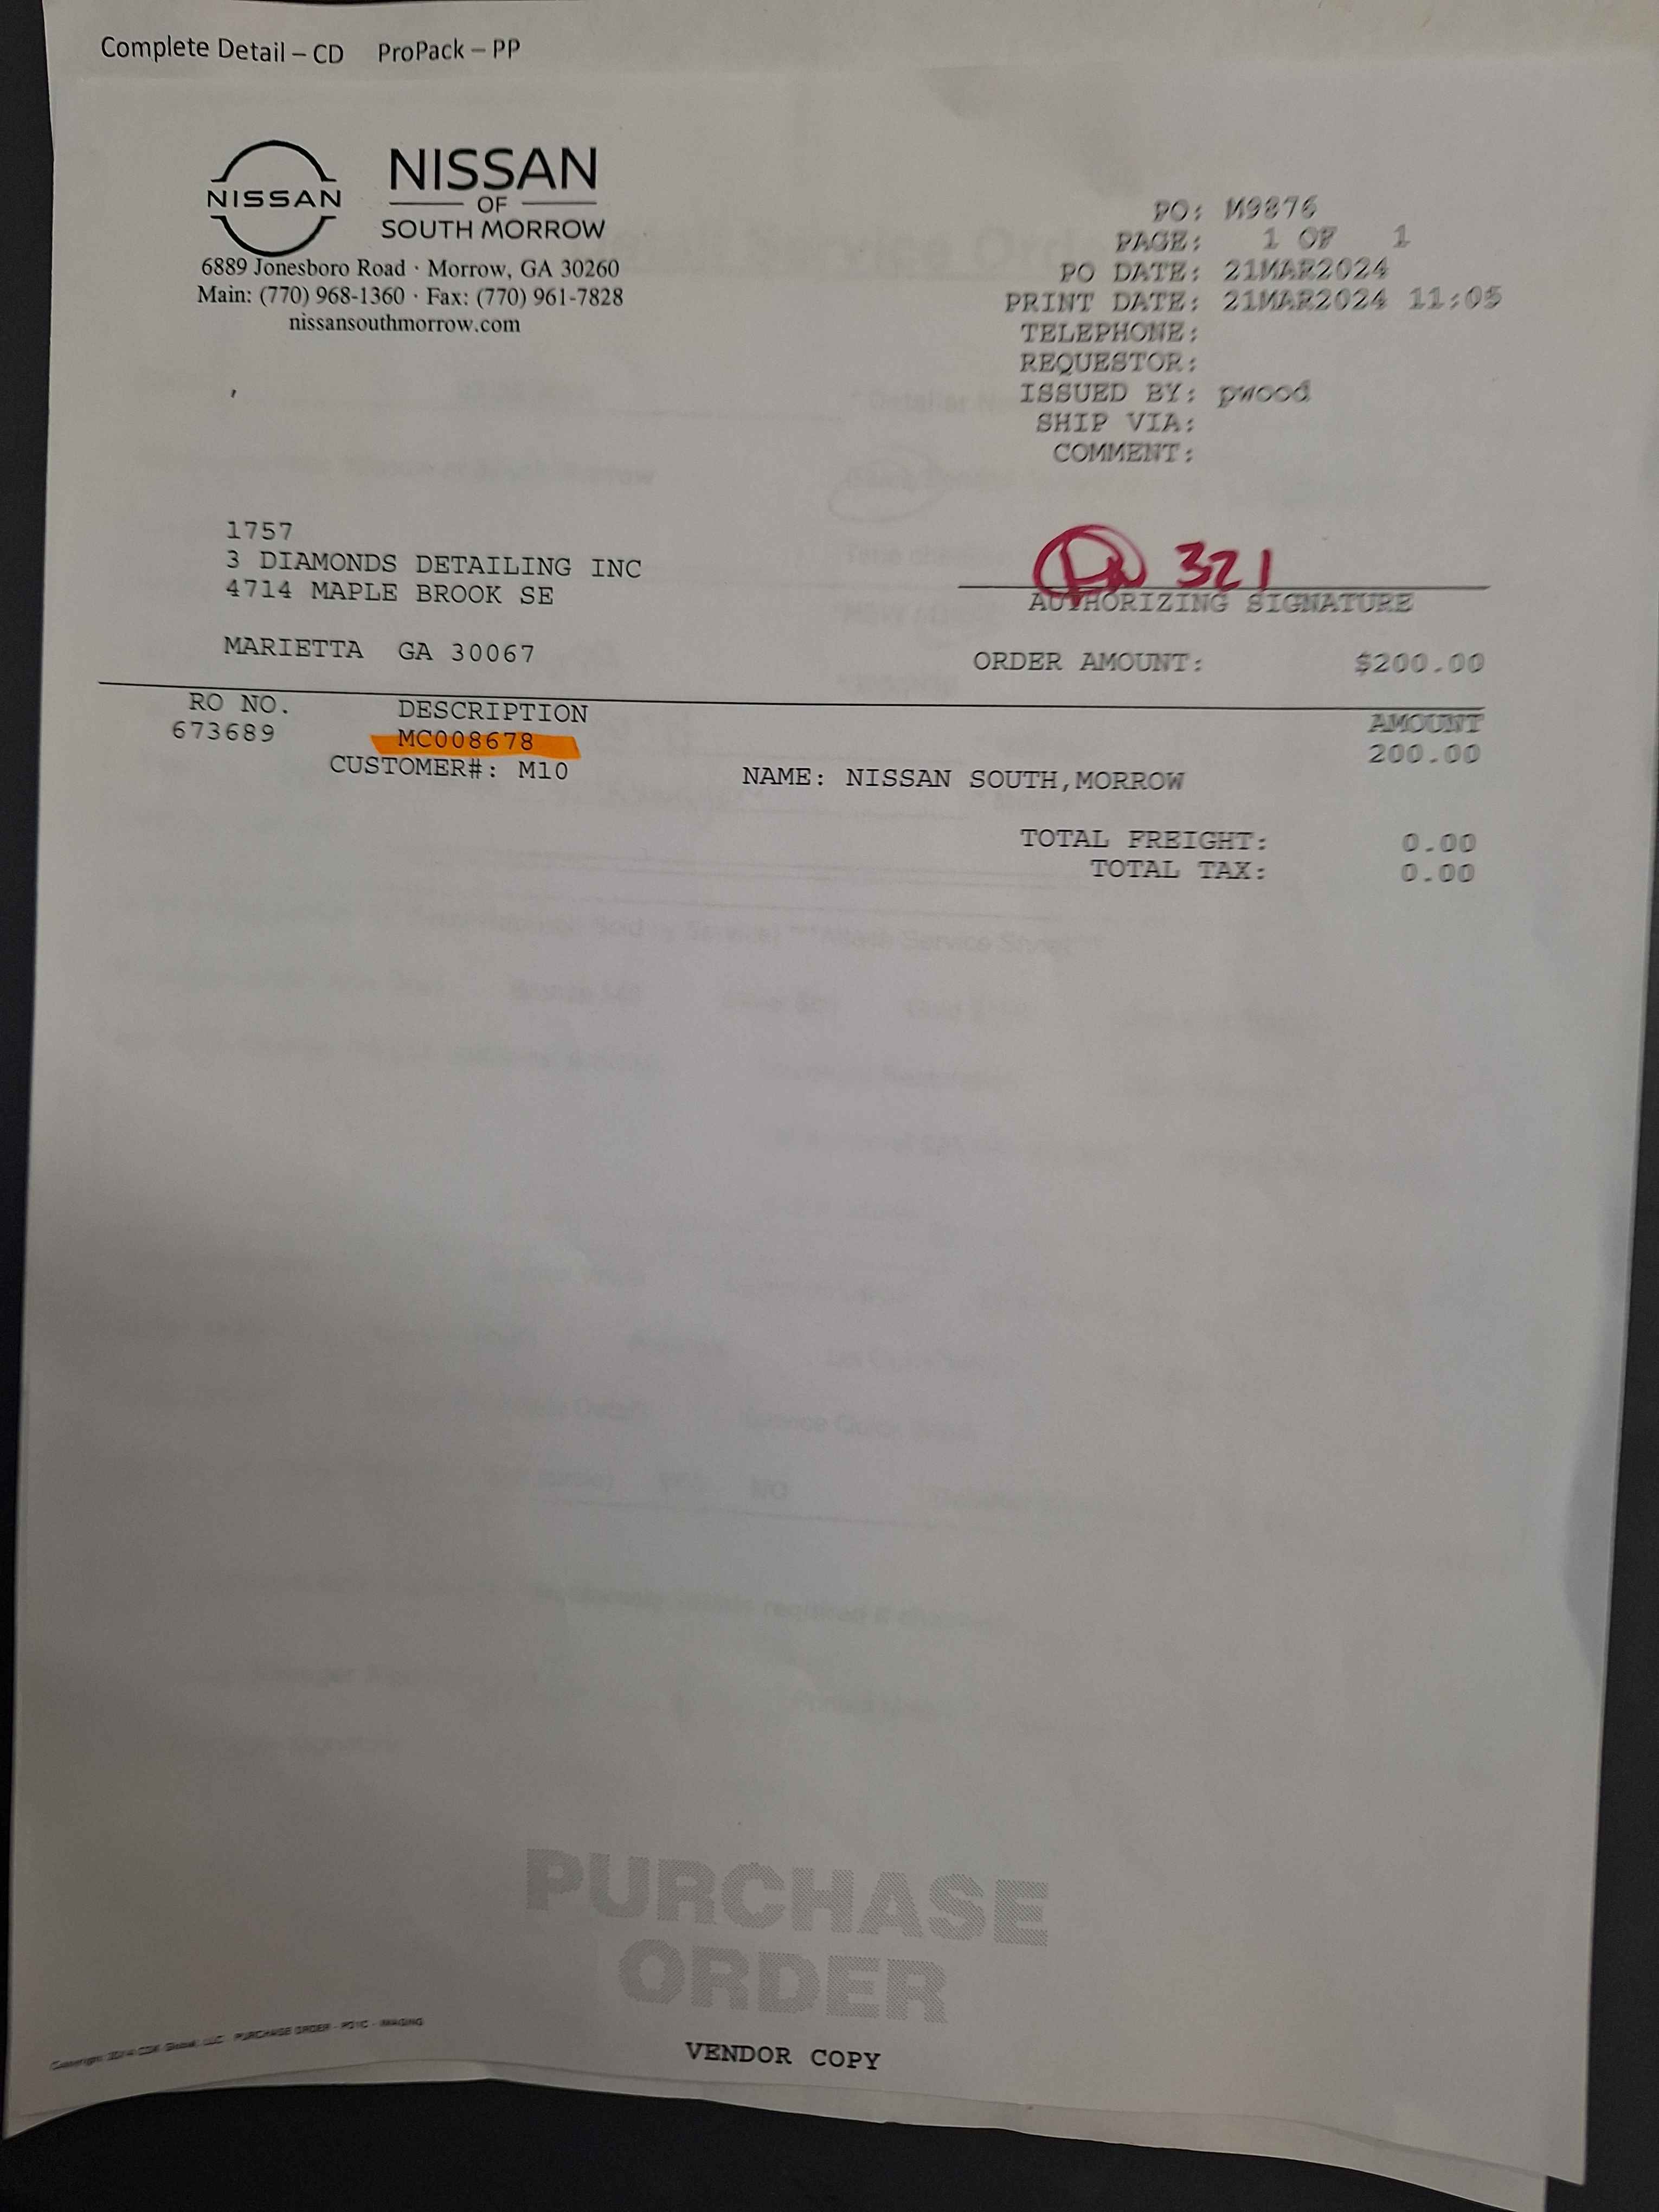 Complete Detail – CD ProPack – PP
NISSAN
NISSAN
OF
SOUTH MORROW
6889 Jonesboro Road · Morrow, GA 30260
Main: (770) 968-1360 · Fax: (770) 961-7828
nissansouthmorrow.com
PO: M9876
PAGE: 1 OF 1
PO DATE: 21MAR2024
PRINT DATE: 21MAR2024 11:05
TELEPHONE:
REQUESTOR:
ISSUED BY: pwood
SHIP VIA:
COMMENT:
1757
3 DIAMONDS DETAILING INC
4714 MAPLE BROOK SE
MARIETTA GA 30067
321
AUTHORIZING SIGNATURE
ORDER AMOUNT: $200.00
RO NO. DESCRIPTION AMOUNT
673689 MC008678 200.00
CUSTOMER#: M10 NAME: NISSAN SOUTH,MORROW
TOTAL FREIGHT: 0.00
TOTAL TAX: 0.00
PURCHASE
ORDER
PURCHASE ORDER - IMAGING
VENDOR COPY